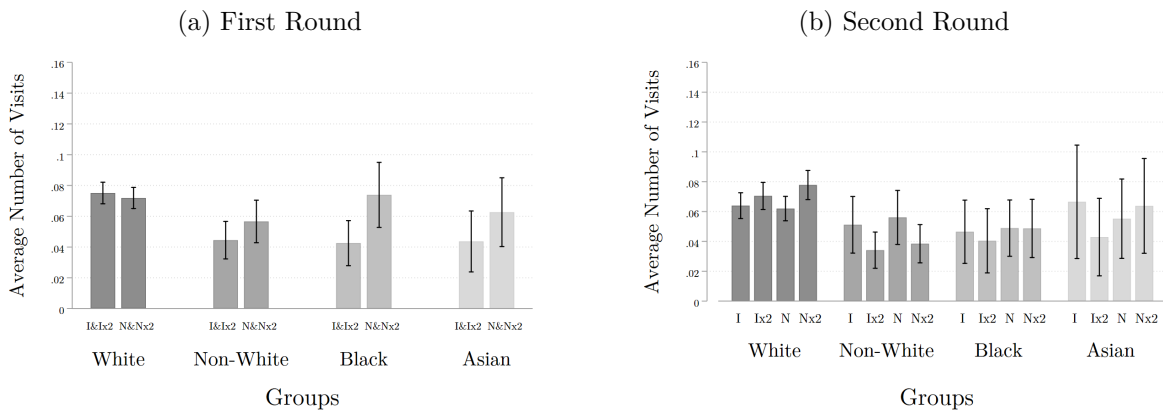 (a) First Round
Average Number of Visits
.16
.14
.12
.1
.08
.06
.04
.02
0
I&Ix2 N&Nx2 I&Ix2 N&Nx2 I&Ix2 N&Nx2 I&Ix2 N&Nx2
White Non-White Black Asian
Groups
(b) Second Round
Average Number of Visits
.16
.14
.12
.1
.08
.06
.04
.02
0
I Ix2 N Nx2 I Ix2 N Nx2 I Ix2 N Nx2 I Ix2 N Nx2
White Non-White Black Asian
Groups